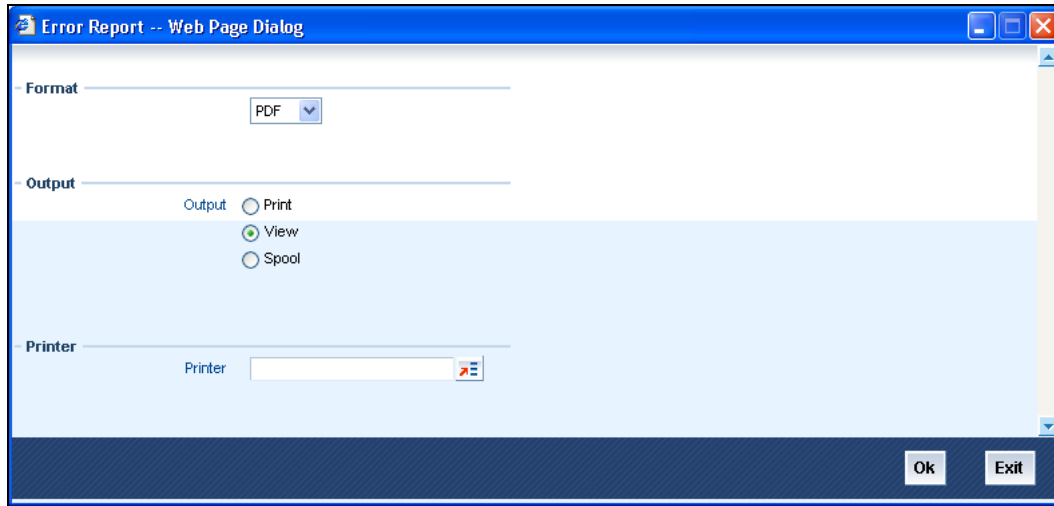 Error Report -- Web Page Dialog
Format
PDF
Output
Output Print
View
Spool
Printer
Printer
Ok Exit